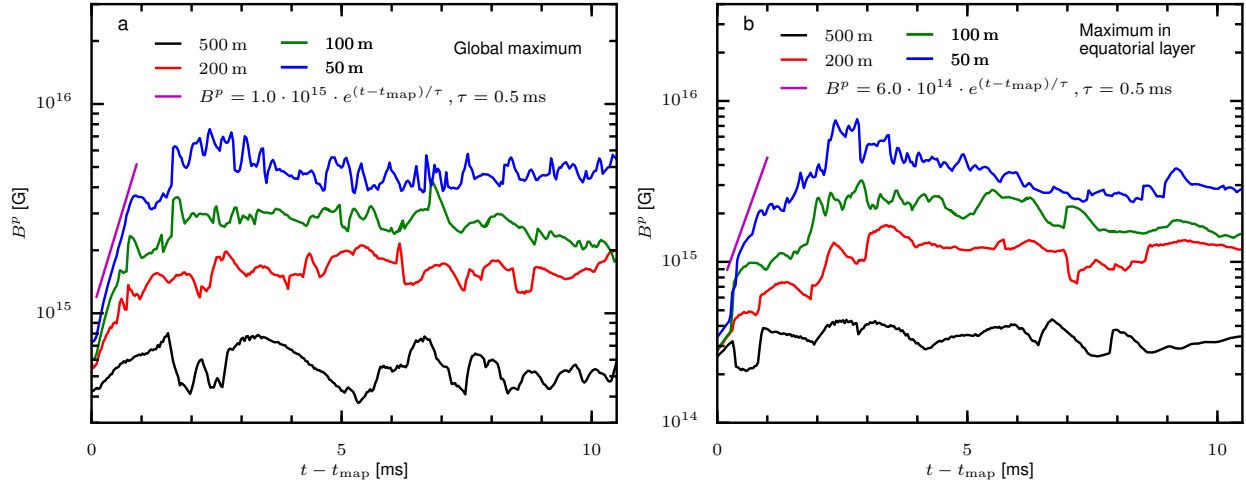 a
500 m
100 m
Global maximum
200 m
50 m
B^p = 1.0 · 10^15 · e^(t−t_map)/τ , τ = 0.5 ms
10^16
10^15
B^p [G]
0
5
10
t − t_map [ms]
b
500 m
100 m
Maximum in
equatorial layer
200 m
50 m
B^p = 6.0 · 10^14 · e^(t−t_map)/τ , τ = 0.5 ms
10^16
10^15
10^14
B^p [G]
0
5
10
t − t_map [ms]